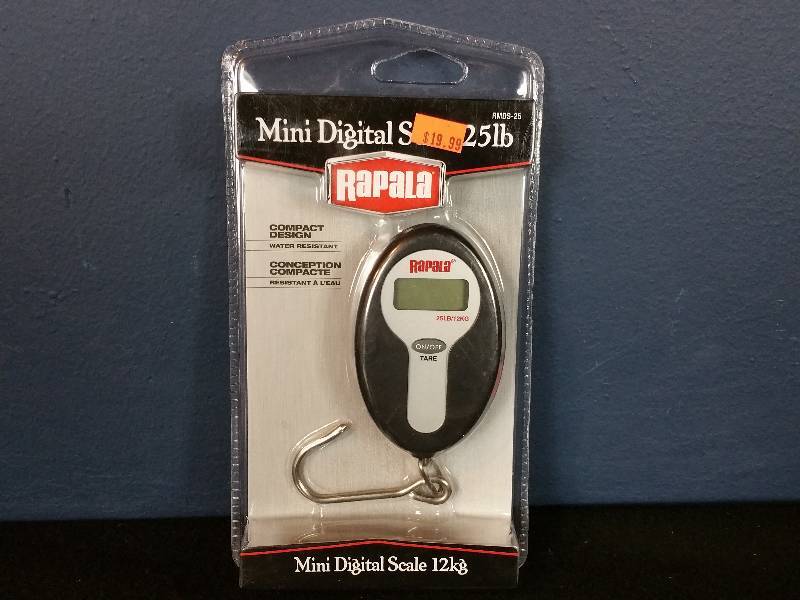 RMDS-25
Mini Digital S 25lb
$19.99
RAPALA
COMPACT
DESIGN
WATER RESISTANT
CONCEPTION
COMPACTE
RÉSISTANT À L'EAU
RAPALA
25LB/12KG
ON/OFF
TARE
Mini Digital Scale 12kg